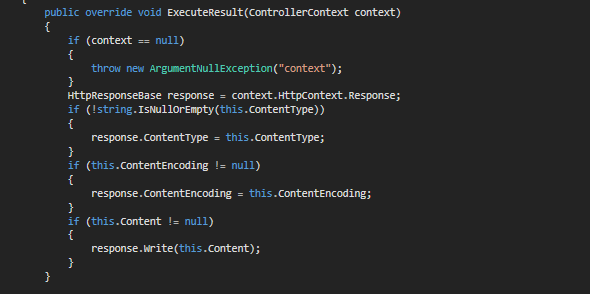 {
public override void ExecuteResult(ControllerContext context)
{
if (context == null)
{
throw new ArgumentNullException("context");
}
HttpResponseBase response = context.HttpContext.Response;
if (!string.IsNullOrEmpty(this.ContentType))
{
response.ContentType = this.ContentType;
}
if (this.ContentEncoding != null)
{
response.ContentEncoding = this.ContentEncoding;
}
if (this.Content != null)
{
response.Write(this.Content);
}
}